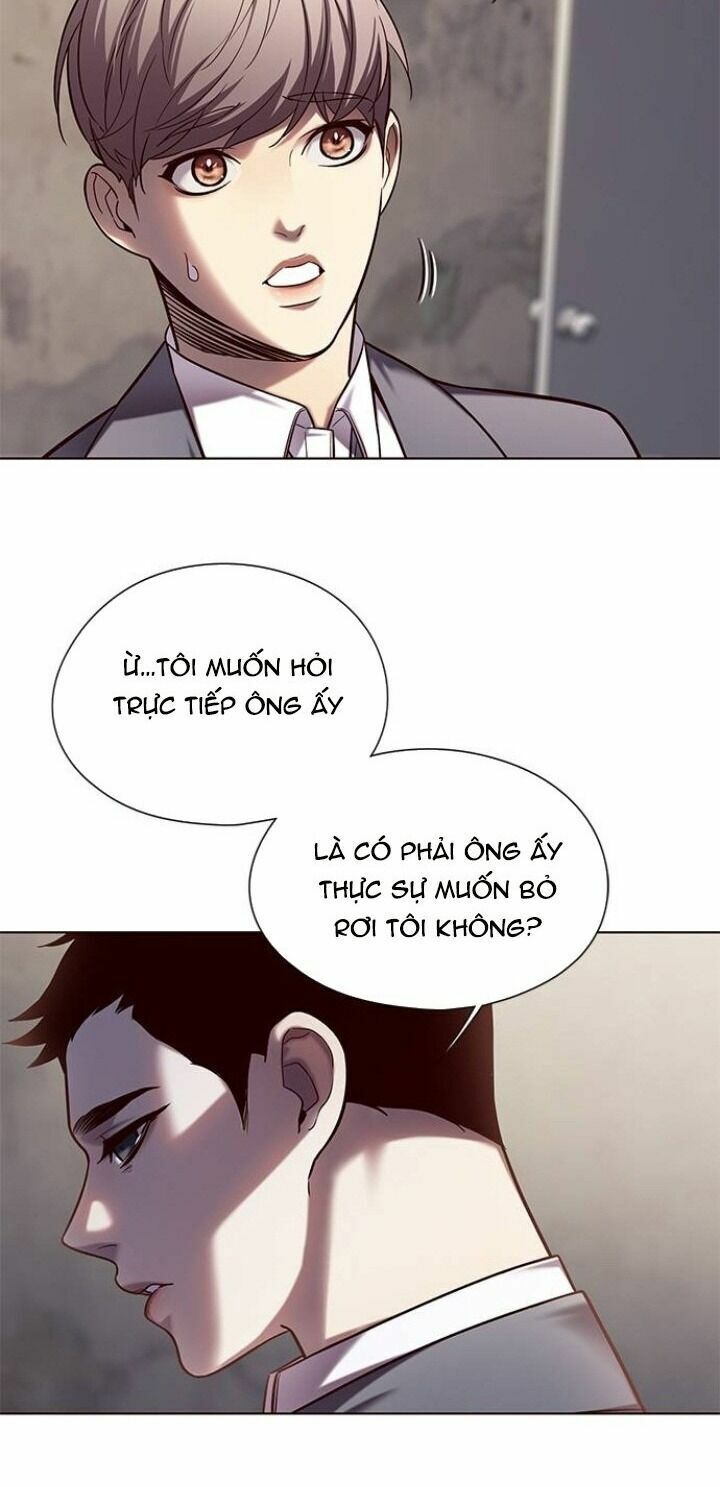 Ừ...TÔI MUỐN HỎI
TRỰC TIẾP ÔNG ẤY
LÀ CÓ PHẢI ÔNG ẤY
THỰC SỰ MUỐN BỎ
RƠI TÔI KHÔNG?